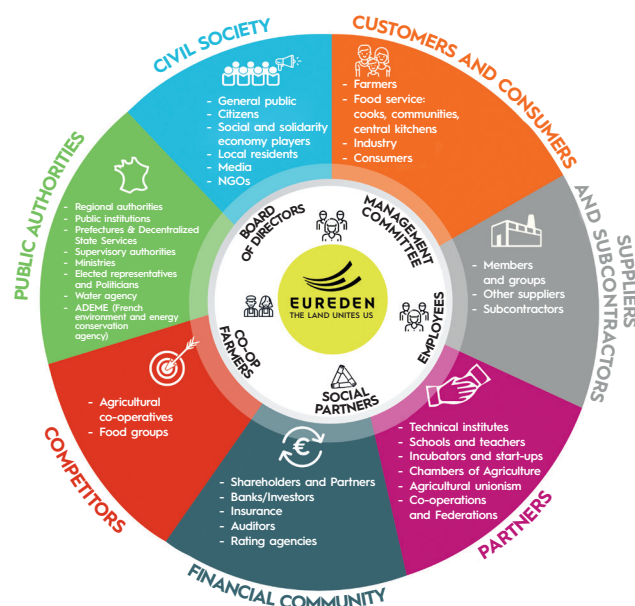 CIVIL SOCIETY
- General public
- Citizens
- Social and solidarity
economy players
- Local residents
- Media
- NGOs
CUSTOMERS AND CONSUMERS
- Farmers
- Food service:
cooks, communities,
central kitchens
- Industry
- Consumers
SUPPLIERS
AND SUBCONTRACTORS
- Members
and groups
- Other suppliers
- Subcontractors
PARTNERS
- Technical institutes
- Schools and teachers
- Incubators and start-ups
- Chambers of Agriculture
- Agricultural unionism
- Co-operations
and Federations
FINANCIAL COMMUNITY
€
- Shareholders and Partners
- Banks/Investors
- Insurance
- Auditors
- Rating agencies
COMPETITORS
- Agricultural
co-operatives
- Food groups
PUBLIC AUTHORITIES
- Regional authorities
- Public institutions
- Prefectures & Decentralized
State Services
- Supervisory authorities
- Ministries
- Elected representatives
and Politicians
- Water agency
- ADEME (French
environment and energy
conservation
agency)
BOARD
OF DIRECTORS
MANAGEMENT
COMMITTEE
EMPLOYEES
SOCIAL
PARTNERS
CO-OP
FARMERS
EUREDEN
THE LAND UNITES US